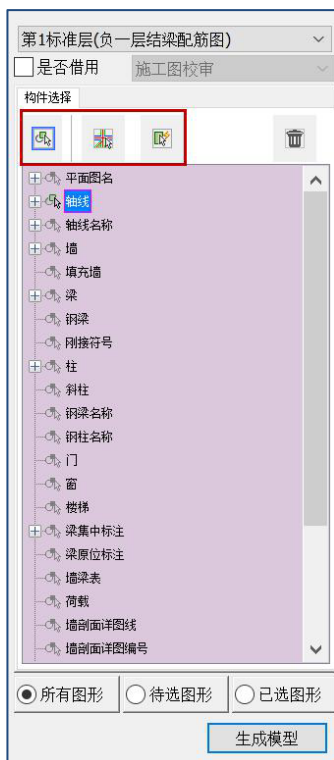 第1标准层(负一层结梁配筋图)
是否借用
施工图校审
构件选择
平面图名
轴线
轴线名称
墙
填充墙
梁
钢梁
刚接符号
柱
斜柱
钢梁名称
钢柱名称
门
窗
楼梯
梁集中标注
梁原位标注
墙梁表
荷载
墙剖面详图线
墙剖面详图编号
所有图形 待选图形 已选图形
生成模型